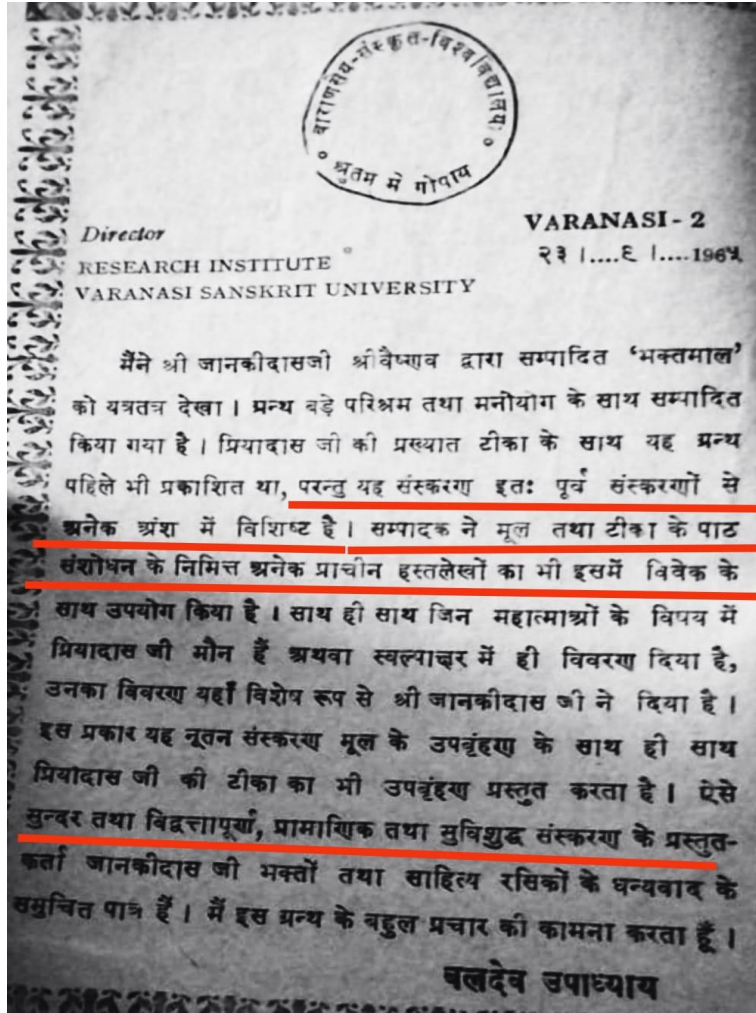 वाराणसेय-संस्कृत-विश्वविद्यालयः
श्रुतम मे गोपाय
VARANASI - 2
Director
२३।....६।....196५
RESEARCH INSTITUTE
VARANASI SANSKRIT UNIVERSITY
मैंने श्री जानकीदासजी श्रीवैष्णव द्वारा सम्पादित ‘भक्तमाल’
को यत्रतत्र देखा। ग्रन्थ बड़े परिश्रम तथा मनोयोग के साथ सम्पादित
किया गया है। प्रियादास जी की प्रख्यात टीका के साथ यह ग्रन्थ
पहिले भी प्रकाशित था, परन्तु यह संस्करण इतः पूर्व संस्करणों से
अनेक अंश में विशिष्ट है। सम्पादक ने मूल तथा टीका के पाठ
संशोधन के निमित्त अनेक प्राचीन हस्तलेखों का भी इसमें विवेक के
साथ उपयोग किया है। साथ ही साथ जिन महात्माओं के विषय में
प्रियादास जी मौन हैं अथवा स्वल्पाक्षर में ही विवरण दिया है,
उनका विवरण यहाँ विशेष रूप से श्री जानकीदास जी ने दिया है।
इस प्रकार यह नूतन संस्करण मूल के उपबृंहण के साथ ही साथ
प्रियादास जी की टीका का भी उपबृंहण प्रस्तुत करता है। ऐसे
सुन्दर तथा विद्वत्तापूर्ण, प्रामाणिक तथा सुविशुद्ध संस्करण के प्रस्तुत-
कर्ता जानकीदास जी भक्तों तथा साहित्य रसिकों के धन्यवाद के
समुचित पात्र हैं। मैं इस ग्रन्थ के बहुल प्रचार की कामना करता हूँ।
बलदेव उपाध्याय